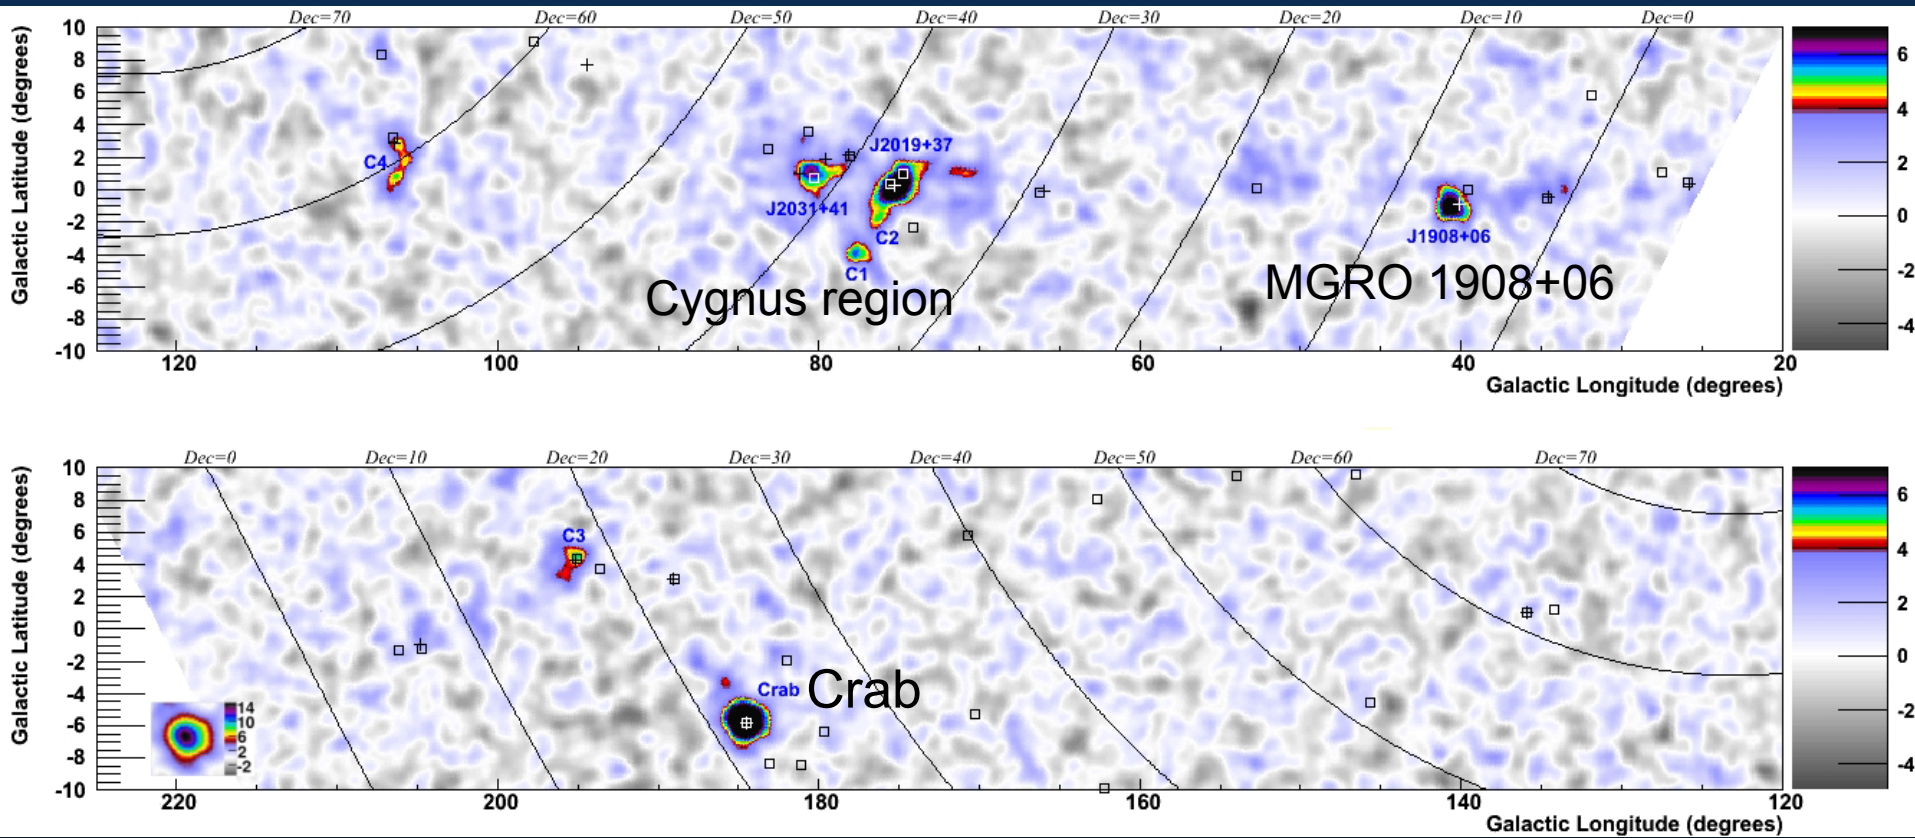 Dec=70 Dec=60 Dec=50 Dec=40 Dec=30 Dec=20 Dec=10 Dec=0
Galactic Latitude (degrees)
10
8
6
4
2
0
-2
-4
-6
-8
-10
C4
J2019+37
J2031+41
C2
C1
J1908+06
Cygnus region
MGRO 1908+06
6
4
2
0
-2
-4
120 100 80 60 40 20
Galactic Longitude (degrees)
Dec=0 Dec=10 Dec=20 Dec=30 Dec=40 Dec=50 Dec=60 Dec=70
Galactic Latitude (degrees)
10
8
6
4
2
0
-2
-4
-6
-8
-10
C3
Crab
Crab
14
10
6
2
-2
6
4
2
0
-2
-4
220 200 180 160 140 120
Galactic Longitude (degrees)